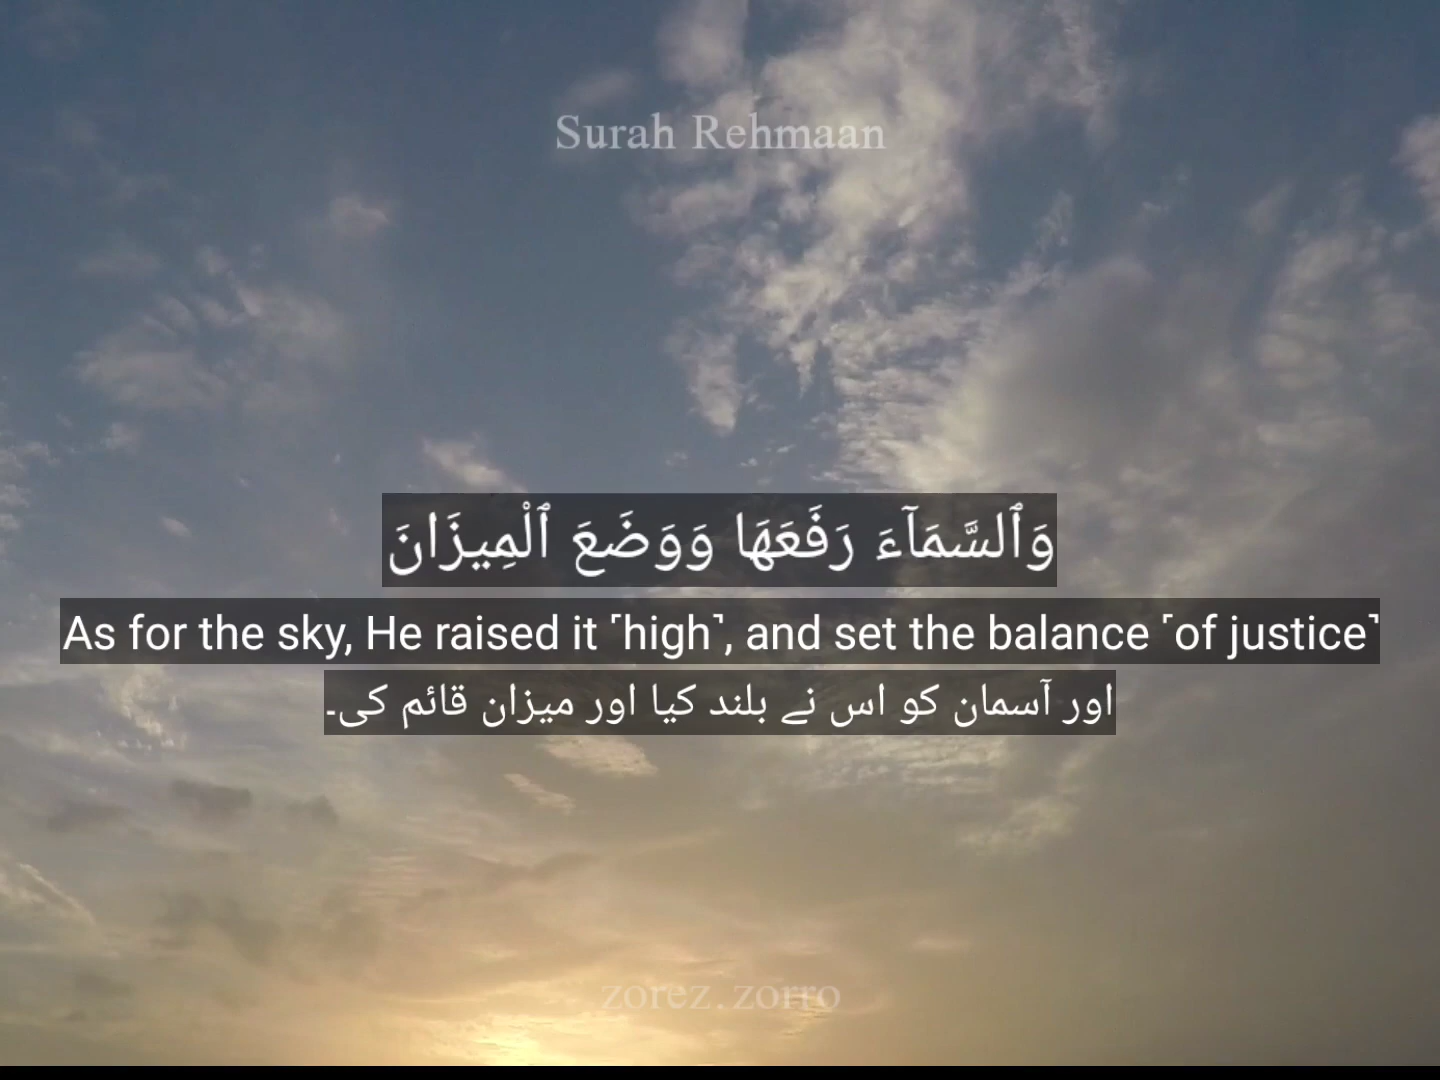 Surah Rehmaan
وَٱلسَّمَآءَ رَفَعَهَا وَوَضَعَ ٱلْمِيزَانَ
As for the sky, He raised it ˹high˺, and set the balance ˹of justice˺
اور آسمان کو اس نے بلند کیا اور میزان قائم کی۔
zorez.zorro